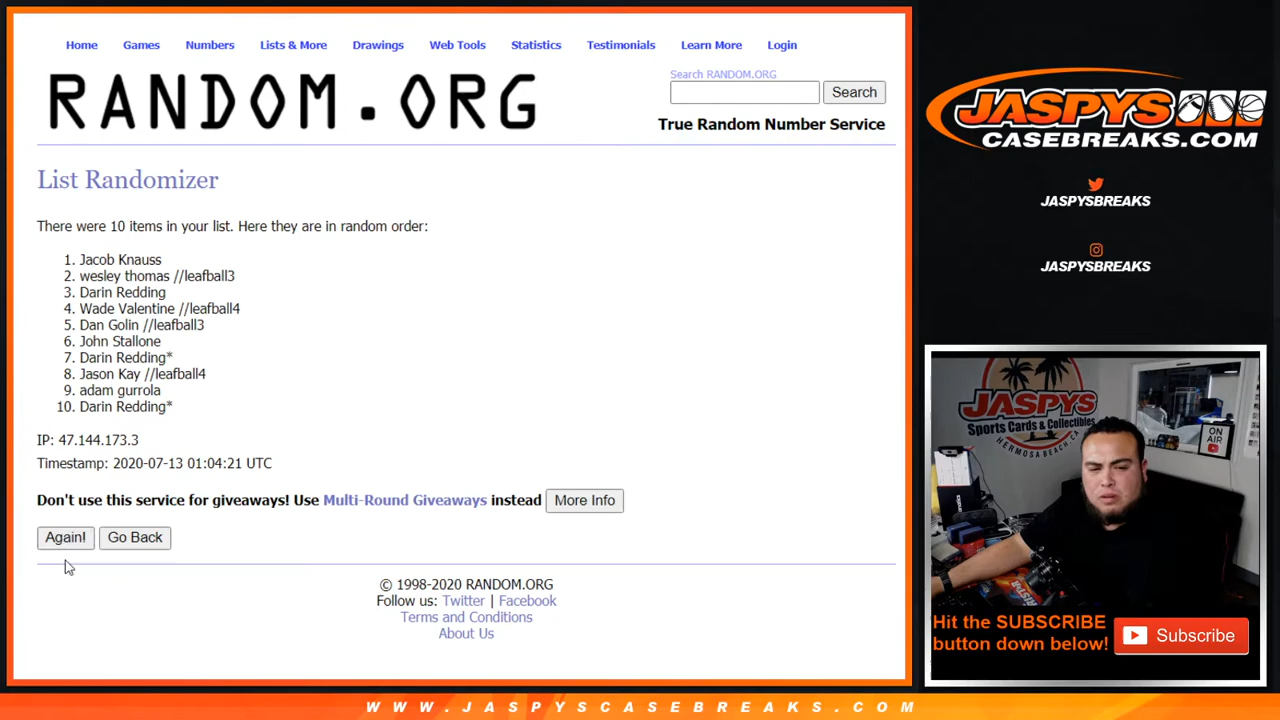 Home Games Numbers Lists & More Drawings Web Tools Statistics Testimonials Learn More Login
RANDOM.ORG
Search RANDOM.ORG
Search
True Random Number Service
List Randomizer
There were 10 items in your list. Here they are in random order:
1. Jacob Knauss
2. wesley thomas //leafball3
3. Darin Redding
4. Wade Valentine //leafball4
5. Dan Golin //leafball3
6. John Stallone
7. Darin Redding*
8. Jason Kay //leafball4
9. adam gurrola
10. Darin Redding*
IP: 47.144.173.3
Timestamp: 2020-07-13 01:04:21 UTC
Don't use this service for giveaways! Use Multi-Round Giveaways instead More Info
Again! Go Back
© 1998-2020 RANDOM.ORG
Follow us: Twitter | Facebook
Terms and Conditions
About Us
JASPYS
CASEBREAKS.COM
JASPYSBREAKS
JASPYSBREAKS
JASPYS
Sports Cards & Collectibles
HERMOSA BEACH, CA
ON
AIR
Hit the SUBSCRIBE
button down below!
Subscribe
WWW.JASPYSCASEBREAKS.COM